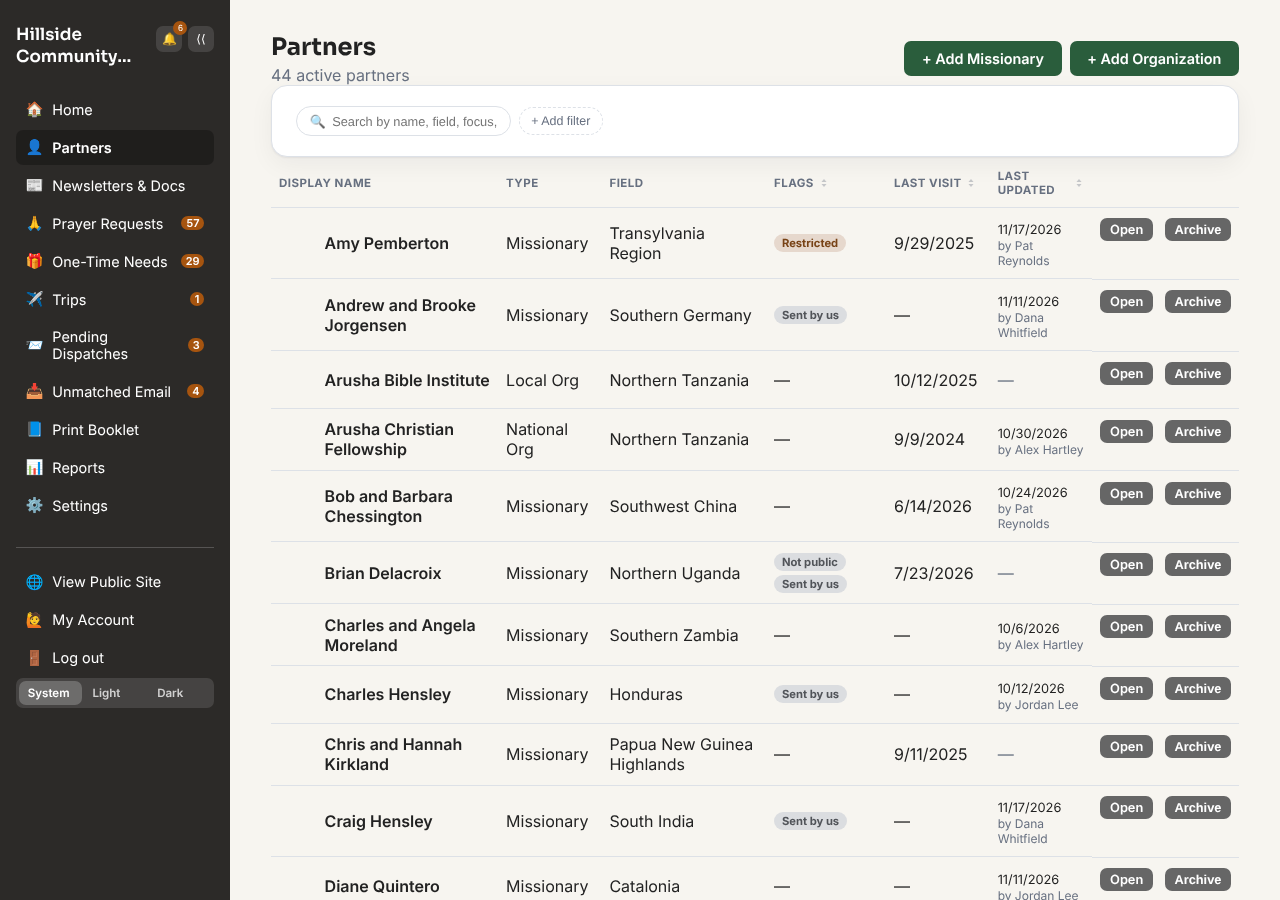 Hillside
Community...
6
⟨⟨
Home
Partners
Newsletters & Docs
Prayer Requests 57
One-Time Needs 29
Trips 1
Pending
Dispatches 3
Unmatched Email 4
Print Booklet
Reports
Settings
View Public Site
My Account
Log out
System Light Dark
Partners
44 active partners
+ Add Missionary + Add Organization
Search by name, field, focus, + Add filter
DISPLAY NAME TYPE FIELD FLAGS LAST VISIT LAST
UPDATED
Amy Pemberton Missionary Transylvania
Region Restricted 9/29/2025 11/17/2026
by Pat
Reynolds Open Archive
Andrew and Brooke
Jorgensen Missionary Southern Germany Sent by us — 11/11/2026
by Dana
Whitfield Open Archive
Arusha Bible Institute Local Org Northern Tanzania — 10/12/2025 — Open Archive
Arusha Christian
Fellowship National
Org Northern Tanzania — 9/9/2024 10/30/2026
by Alex Hartley Open Archive
Bob and Barbara
Chessington Missionary Southwest China — 6/14/2026 10/24/2026
by Pat
Reynolds Open Archive
Brian Delacroix Missionary Northern Uganda Not public
Sent by us 7/23/2026 — Open Archive
Charles and Angela
Moreland Missionary Southern Zambia — — 10/6/2026
by Alex Hartley Open Archive
Charles Hensley Missionary Honduras Sent by us — 10/12/2026
by Jordan Lee Open Archive
Chris and Hannah
Kirkland Missionary Papua New Guinea
Highlands — 9/11/2025 — Open Archive
Craig Hensley Missionary South India Sent by us — 11/17/2026
by Dana
Whitfield Open Archive
Diane Quintero Missionary Catalonia — — 11/11/2026
by Jordan Lee Open Archive